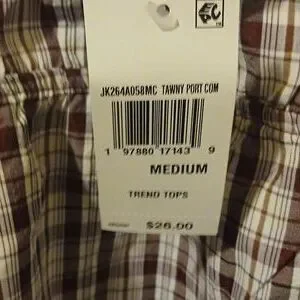 JK264A058MC TAWNY PORT COM
1 97880 17143 9
MEDIUM
TREND TOPS
$26.00